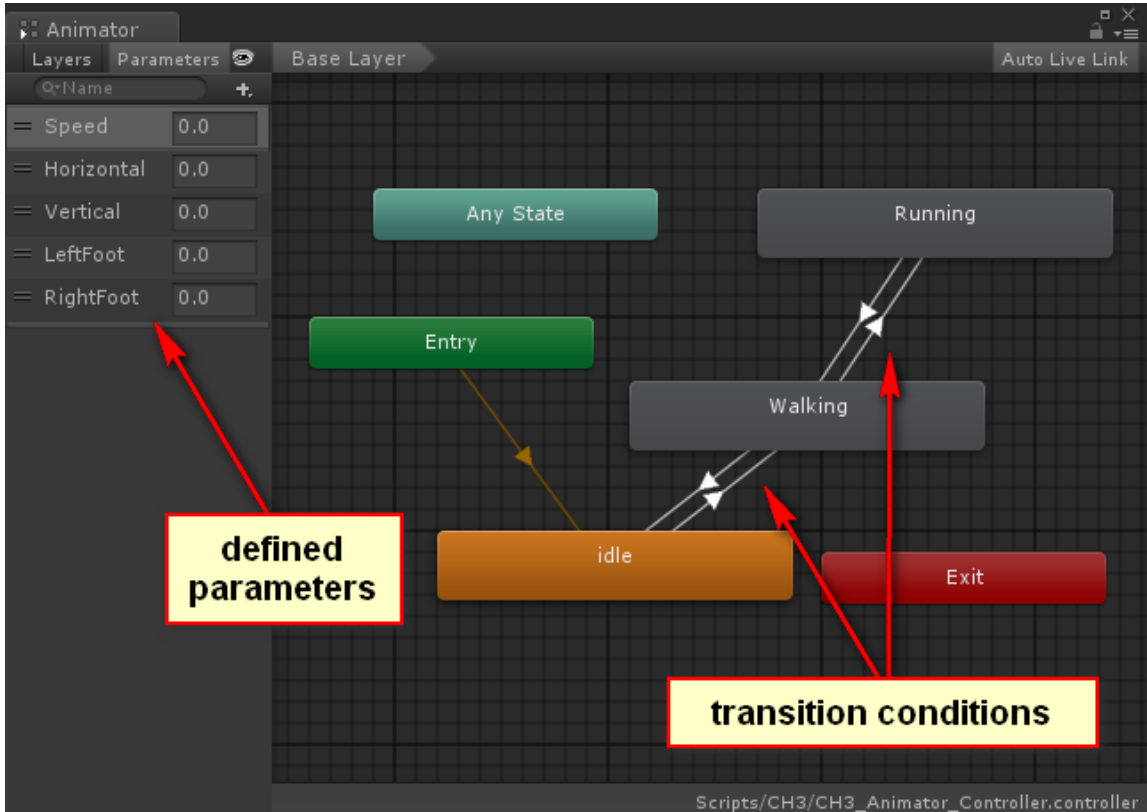 Animator
Layers Parameters
Base Layer
Auto Live Link
Name
Speed 0.0
Horizontal 0.0
Vertical 0.0
LeftFoot 0.0
RightFoot 0.0
Any State
Running
Entry
Walking
idle
Exit
defined
parameters
transition conditions
Scripts/CH3/CH3_Animator_Controller.controller